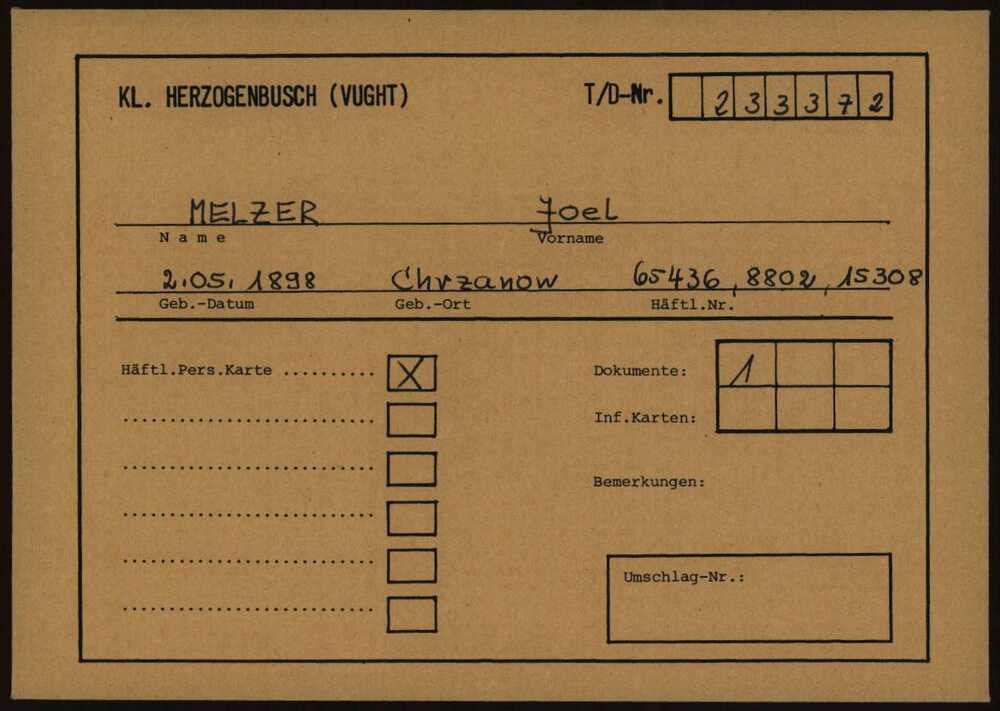 KL. HERZOGENBUSCH (VUGHT) T/D-Nr. 233372
MELZER Joel
Name Vorname
2.05.1898 Chrzanow 65436, 8802, 15308
Geb.-Datum Geb.-Ort Häftl.Nr.
Häftl.Pers.Karte .......... X Dokumente: 1
Inf.Karten:
Bemerkungen:
Umschlag-Nr.: